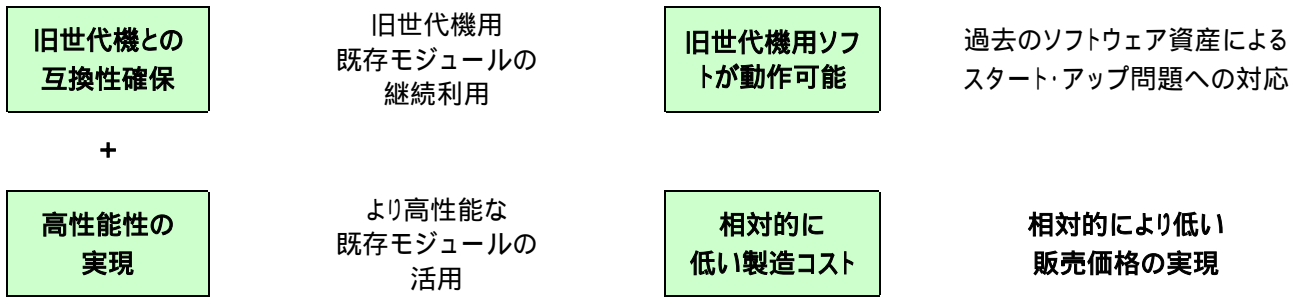 旧世代機との
互換性確保
旧世代機用
既存モジュールの
継続利用
旧世代機用ソフ
トが動作可能
過去のソフトウェア資産による
スタート・アップ問題への対応
+
高性能性の
実現
より高性能な
既存モジュールの
活用
相対的に
低い製造コスト
相対的により低い
販売価格の実現